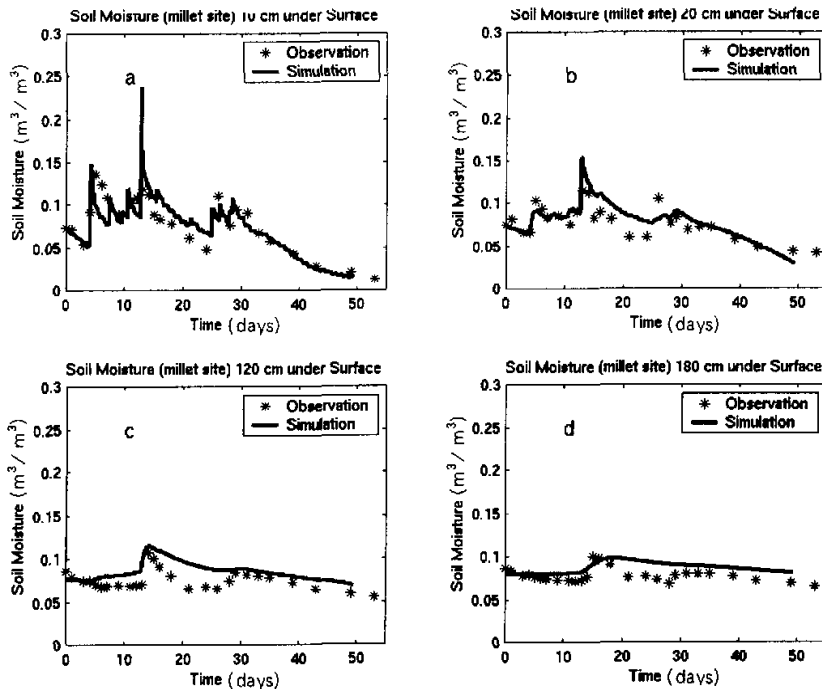 Soil Moisture (millet site) 10 cm under Surface
Soil Moisture (m³ / m³)
0.3
0.25
0.2
0.15
0.1
0.05
0
a
Observation
Simulation
0 10 20 30 40 50
Time (days)
Soil Moisture (millet site) 20 cm under Surface
Soil Moisture (m³ / m³)
0.3
0.25
0.2
0.15
0.1
0.05
0
b
Observation
Simulation
0 10 20 30 40 50
Time (days)
Soil Moisture (millet site) 120 cm under Surface
Soil Moisture (m³ / m³)
0.3
0.25
0.2
0.15
0.1
0.05
0
c
Observation
Simulation
0 10 20 30 40 50
Time (days)
Soil Moisture (millet site) 180 cm under Surface
Soil Moisture (m³ / m³)
0.3
0.25
0.2
0.15
0.1
0.05
0
d
Observation
Simulation
0 10 20 30 40 50
Time (days)